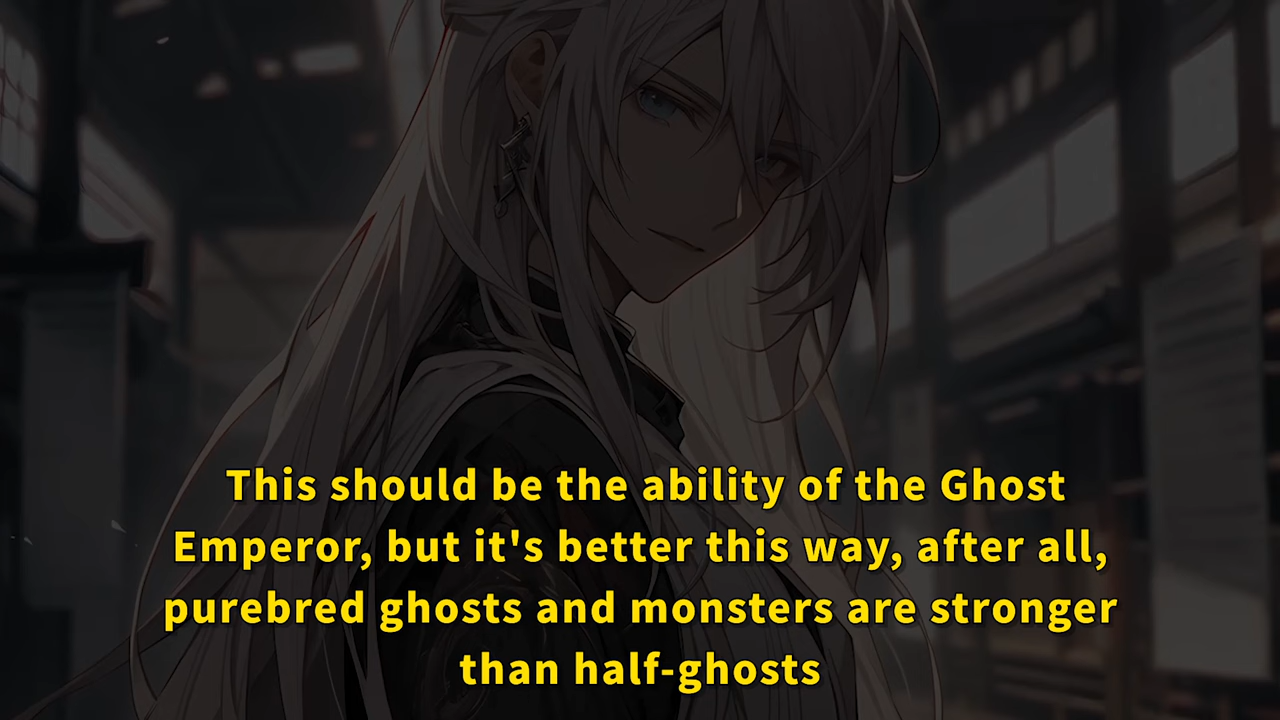 This should be the ability of the Ghost
Emperor, but it's better this way, after all,
purebred ghosts and monsters are stronger
than half-ghosts